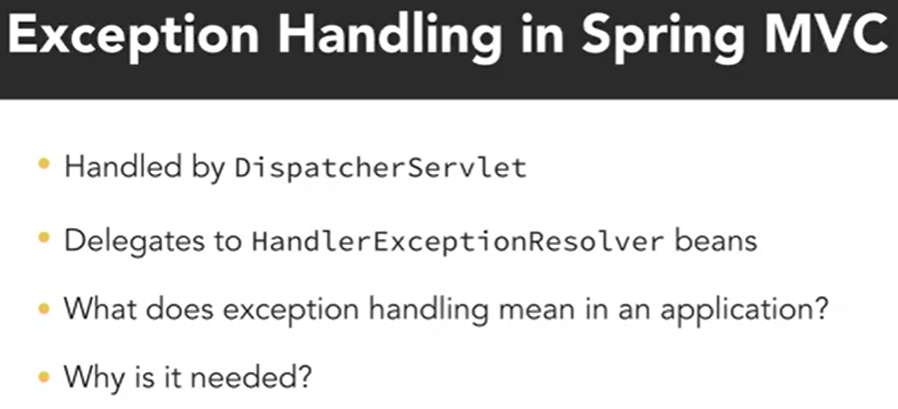 Exception Handling in Spring MVC
Handled by DispatcherServlet
Delegates to HandlerExceptionResolver beans
What does exception handling mean in an application?
Why is it needed?